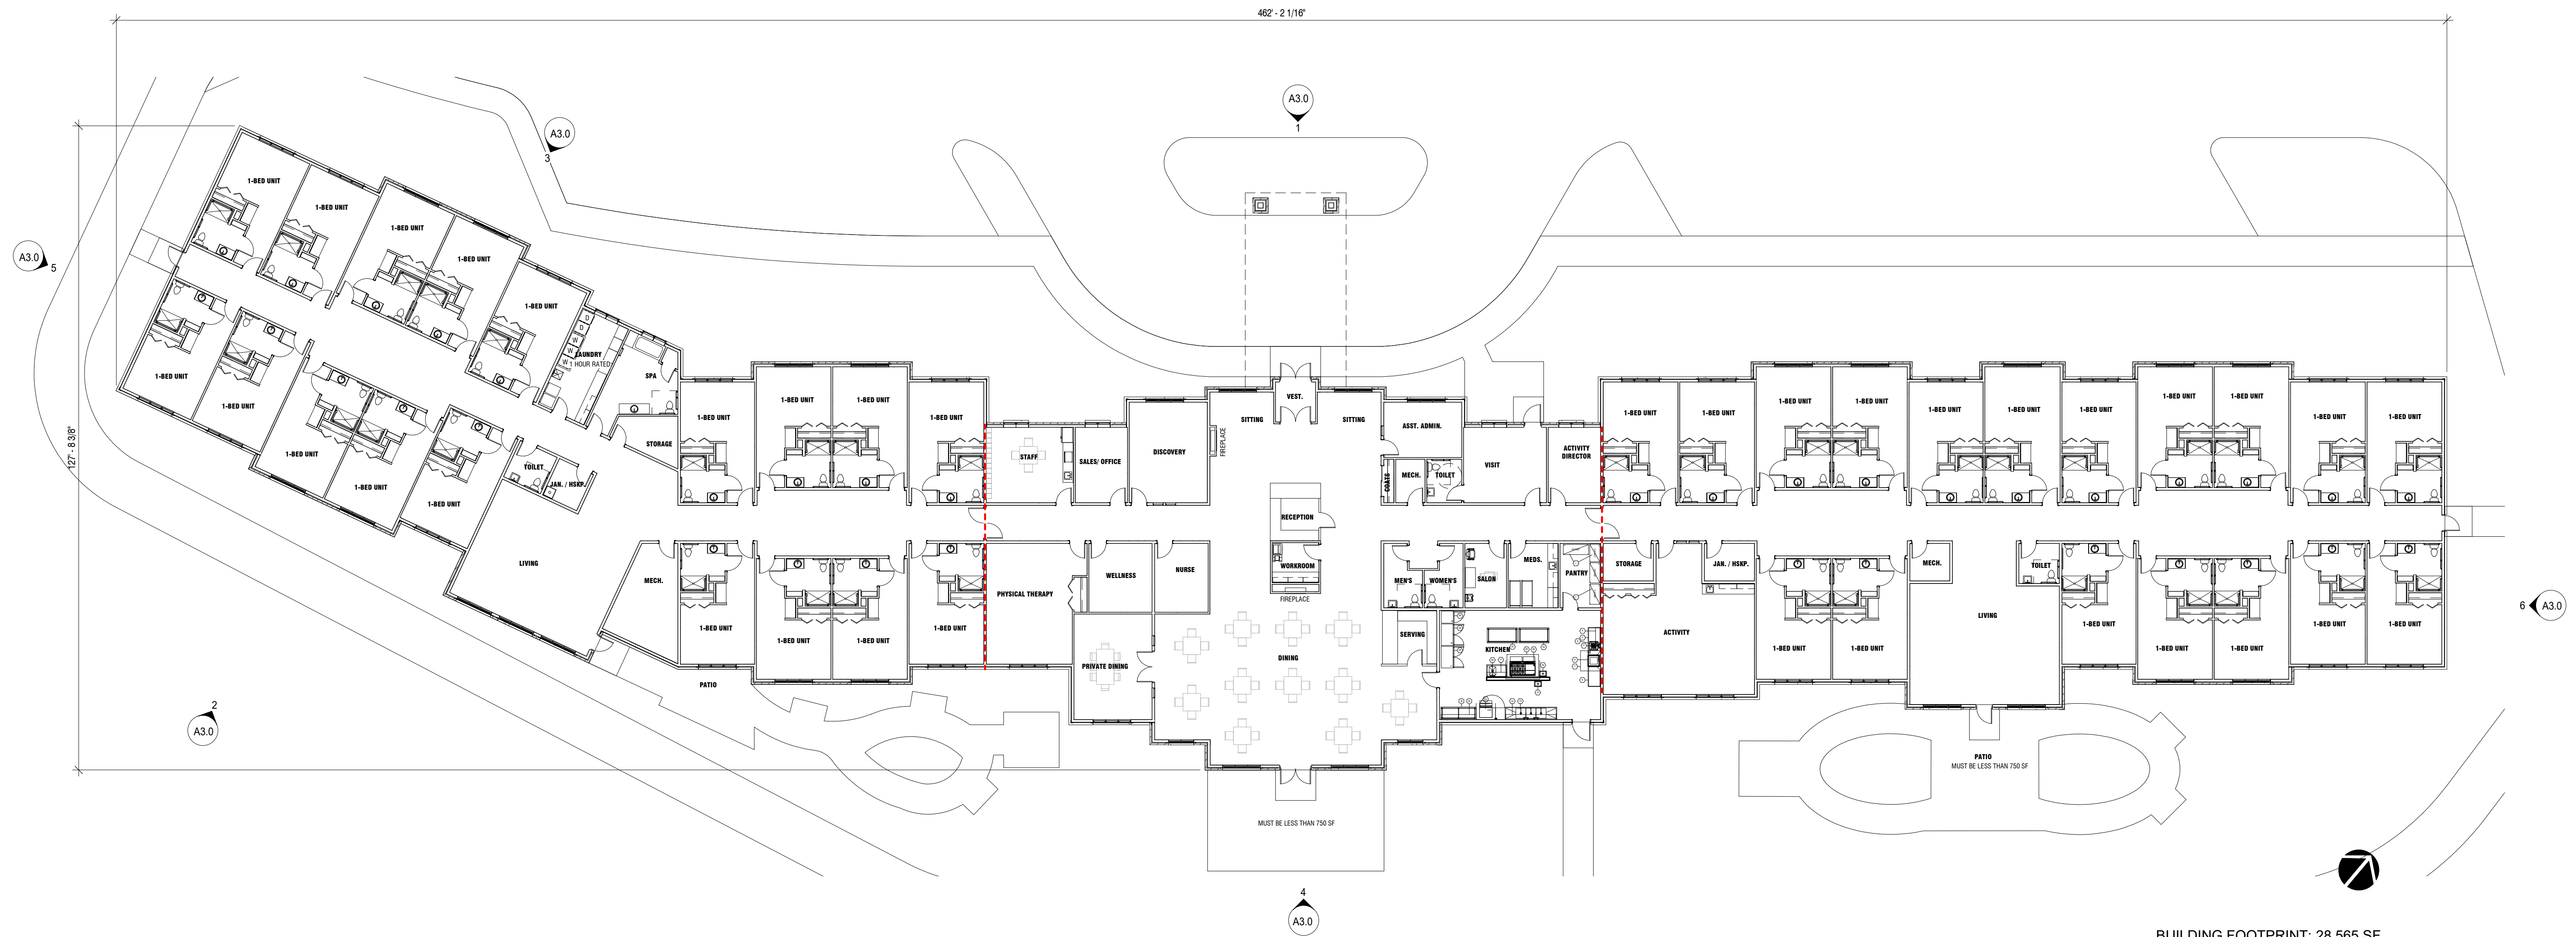 462' - 2 1/16"
127' - 8 3/8"
A3.0
1
A3.0
3
A3.0
5
1-BED UNIT
1-BED UNIT
1-BED UNIT
1-BED UNIT
1-BED UNIT
D
D
W
W
W
LAUNDRY
1 HOUR RATED
SPA
STORAGE
1-BED UNIT
1-BED UNIT
1-BED UNIT
1-BED UNIT
1-BED UNIT
TOILET
JAN. / HSKP.
LIVING
MECH.
PATIO
1-BED UNIT
1-BED UNIT
1-BED UNIT
1-BED UNIT
1-BED UNIT
1-BED UNIT
1-BED UNIT
1-BED UNIT
STAFF
SALES/ OFFICE
DISCOVERY
FIREPLACE
SITTING
VEST.
SITTING
ASST. ADMIN.
COATS
MECH.
TOILET
VISIT
ACTIVITY
DIRECTOR
RECEPTION
WORKROOM
FIREPLACE
PHYSICAL THERAPY
WELLNESS
NURSE
PRIVATE DINING
DINING
MEN'S
WOMEN'S
SALON
MEDS.
PANTRY
SERVING
KITCHEN
MUST BE LESS THAN 750 SF
1-BED UNIT
1-BED UNIT
1-BED UNIT
1-BED UNIT
1-BED UNIT
1-BED UNIT
1-BED UNIT
1-BED UNIT
1-BED UNIT
1-BED UNIT
1-BED UNIT
STORAGE
JAN. / HSKP.
ACTIVITY
1-BED UNIT
1-BED UNIT
MECH.
TOILET
LIVING
1-BED UNIT
1-BED UNIT
1-BED UNIT
1-BED UNIT
1-BED UNIT
PATIO
MUST BE LESS THAN 750 SF
6
A3.0
2
A3.0
4
A3.0
BUILDING FOOTPRINT: 28,565 SF